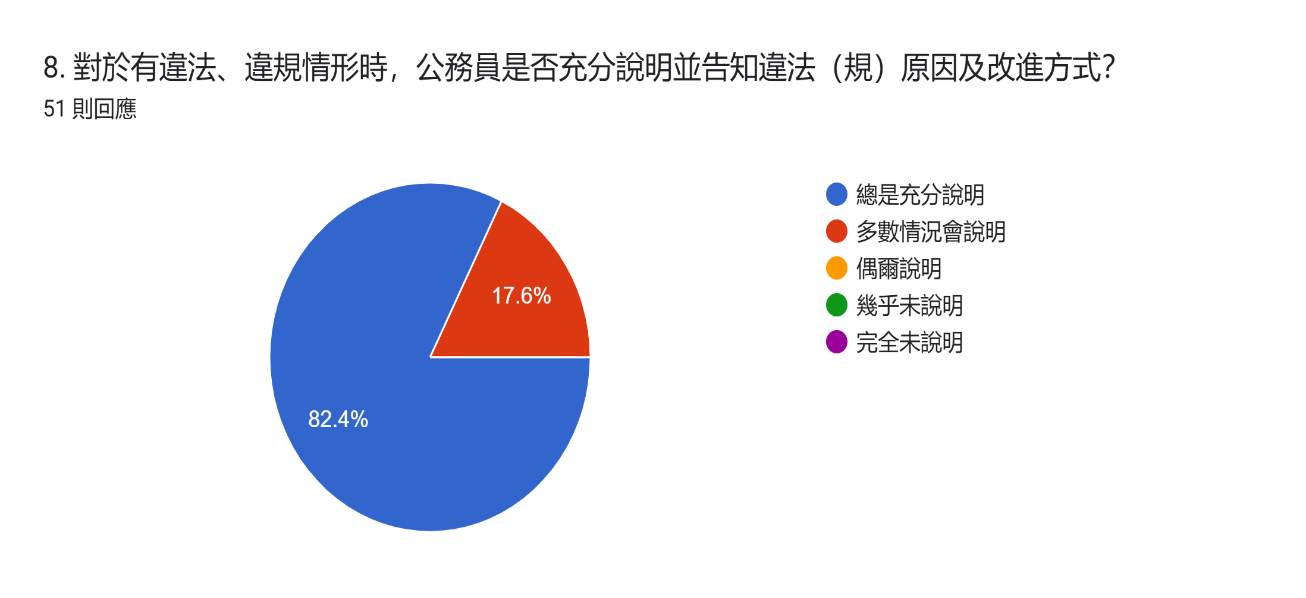 8. 對於有違法、違規情形時，公務員是否充分說明並告知違法（規）原因及改進方式？
51 則回應
總是充分說明
多數情況會說明
偶爾說明
幾乎未說明
完全未說明
17.6%
82.4%